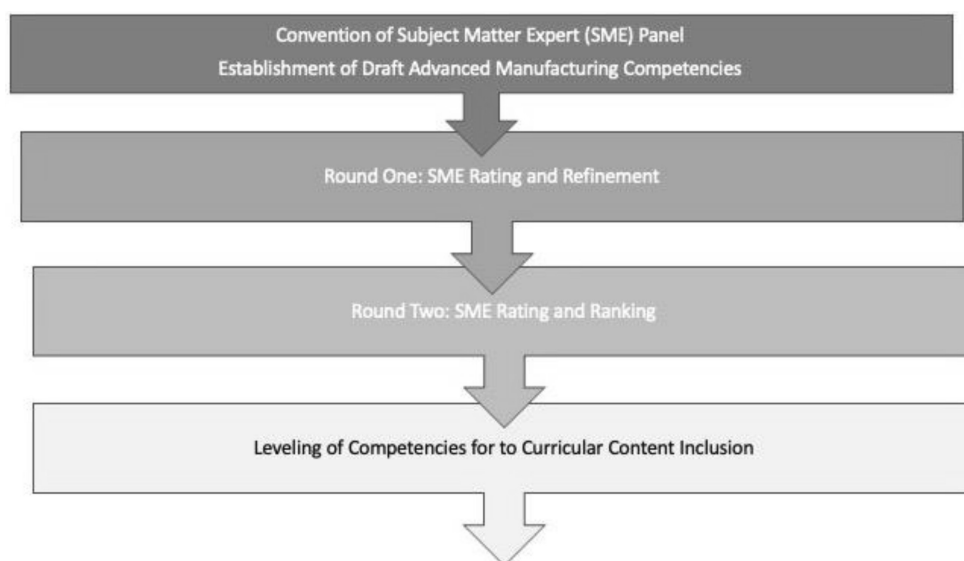 Convention of Subject Matter Expert (SME) Panel
Establishment of Draft Advanced Manufacturing Competencies
Round One: SME Rating and Refinement
Round Two: SME Rating and Ranking
Leveling of Competencies for to Curricular Content Inclusion